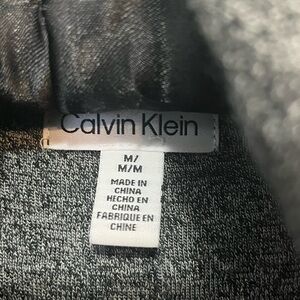 Calvin Klein
M/
M/M
MADE IN
CHINA
HECHO EN
CHINA
FABRIQUE EN
CHINE